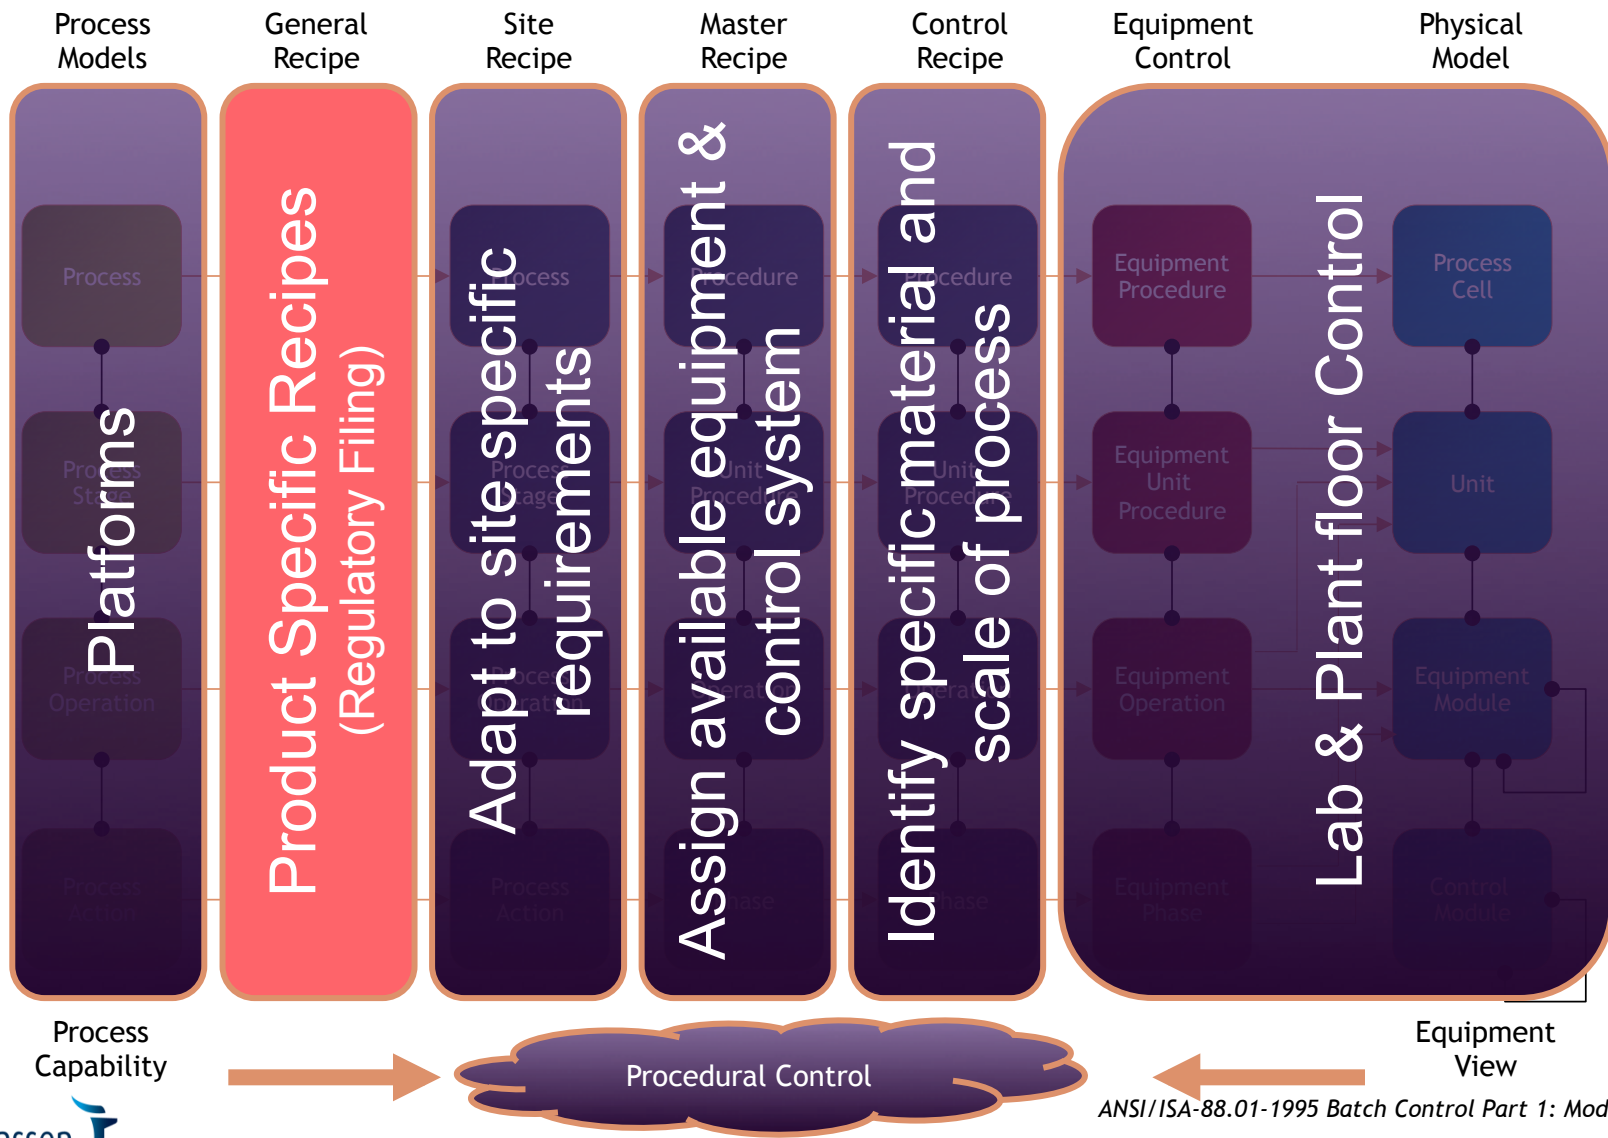 Process
Models
General
Recipe
Site
Recipe
Master
Recipe
Control
Recipe
Equipment
Control
Physical
Model
Platforms
Product Specific Recipes
(Regulatory Filing)
Adapt to site specific
requirements
Assign available equipment &
control system
Identify specific material and
scale of process
Lab & Plant floor Control
Process
Process
Stage
Process
Operation
Process
Action
Process
Process
Stage
Process
Operation
Process
Action
Procedure
Unit
Procedure
Operation
Phase
Procedure
Unit
Procedure
Operation
Phase
Equipment
Procedure
Equipment
Unit
Procedure
Equipment
Operation
Equipment
Phase
Process
Cell
Unit
Equipment
Module
Control
Module
Process
Capability
Procedural Control
Equipment
View
ANSI/ISA-88.01-1995 Batch Control Part 1: Mod